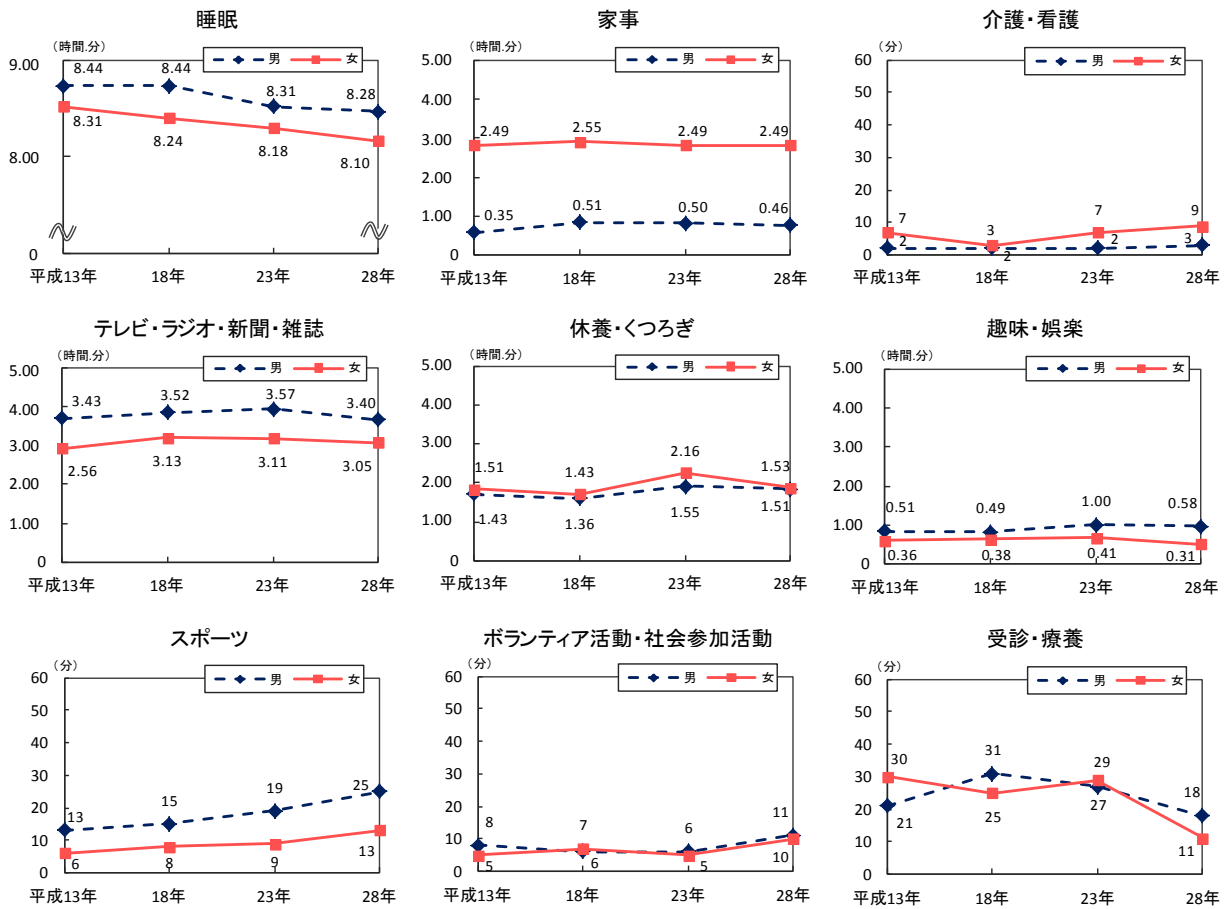 睡眠
(時間.分)
男 女
9.00
8.00
0
8.44 8.44 8.31 8.28
8.31 8.24 8.18 8.10
平成13年 18年 23年 28年
家事
(時間.分)
男 女
5.00
4.00
3.00
2.00
1.00
0
2.49 2.55 2.49 2.49
0.35 0.51 0.50 0.46
平成13年 18年 23年 28年
介護・看護
(分)
男 女
60
50
40
30
20
10
0
7 3 7 9
2 2 2 3
平成13年 18年 23年 28年
テレビ・ラジオ・新聞・雑誌
(時間.分)
男 女
5.00
4.00
3.00
2.00
1.00
0
3.43 3.52 3.57 3.40
2.56 3.13 3.11 3.05
平成13年 18年 23年 28年
休養・くつろぎ
(時間.分)
男 女
5.00
4.00
3.00
2.00
1.00
0
1.51 1.43 2.16 1.53
1.43 1.36 1.55 1.51
平成13年 18年 23年 28年
趣味・娯楽
(時間.分)
男 女
5.00
4.00
3.00
2.00
1.00
0
0.51 0.49 1.00 0.58
0.36 0.38 0.41 0.31
平成13年 18年 23年 28年
スポーツ
(分)
男 女
60
50
40
30
20
10
0
13 15 19 25
6 8 9 13
平成13年 18年 23年 28年
ボランティア活動・社会参加活動
(分)
男 女
60
50
40
30
20
10
0
8 7 6 11
5 6 5 10
平成13年 18年 23年 28年
受診・療養
(分)
男 女
60
50
40
30
20
10
0
30 31 29 18
21 25 27 11
平成13年 18年 23年 28年